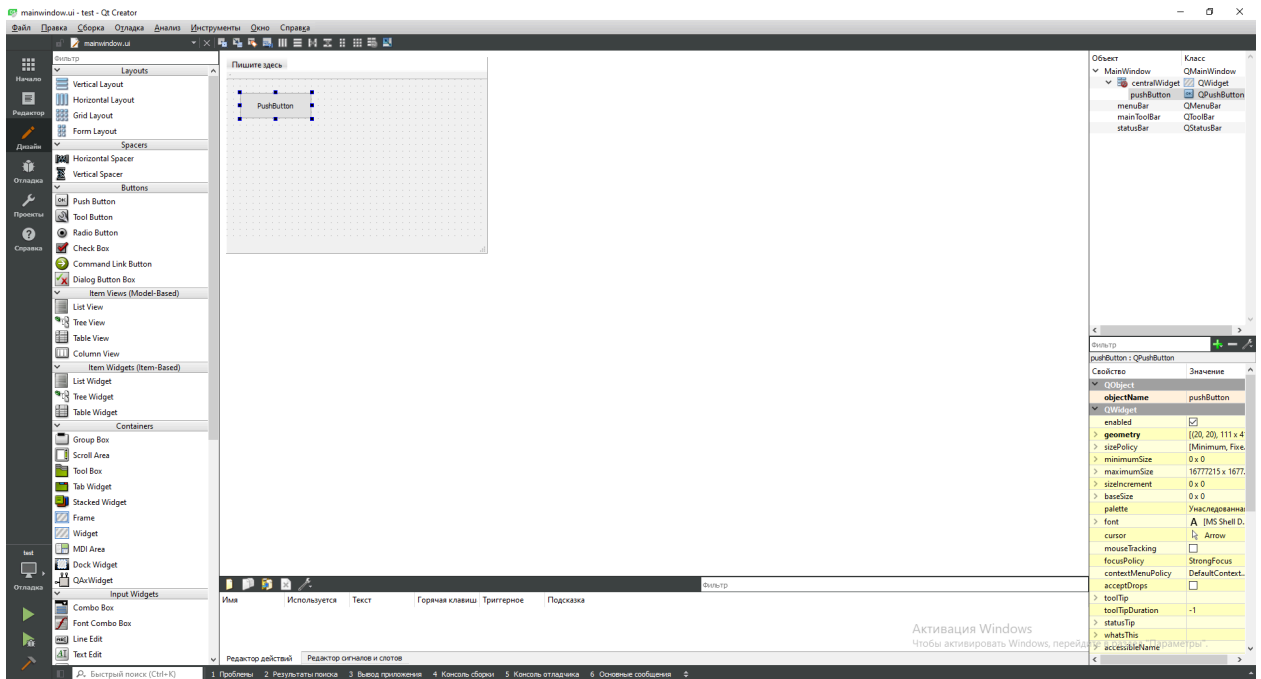 mainwindow.ui - test - Qt Creator
Файл Правка Сборка Отладка Анализ Инструменты Окно Справка
mainwindow.ui
Начало
Редактор
Дизайн
Отладка
Проекты
Справка
test
Отладка
Фильтр
Layouts
Vertical Layout
Horizontal Layout
Grid Layout
Form Layout
Spacers
Horizontal Spacer
Vertical Spacer
Buttons
Push Button
Tool Button
Radio Button
Check Box
Command Link Button
Dialog Button Box
Item Views (Model-Based)
List View
Tree View
Table View
Column View
Item Widgets (Item-Based)
List Widget
Tree Widget
Table Widget
Containers
Group Box
Scroll Area
Tool Box
Tab Widget
Stacked Widget
Frame
Widget
MDI Area
Dock Widget
QAxWidget
Input Widgets
Combo Box
Font Combo Box
Line Edit
Text Edit
Пишите здесь
PushButton
Фильтр
Имя Используется Текст Горячая клавиш Триггерное Подсказка
Редактор действий Редактор сигналов и слотов
Объект Класс
MainWindow QMainWindow
centralWidget QWidget
pushButton QPushButton
menuBar QMenuBar
mainToolBar QToolBar
statusBar QStatusBar
Фильтр
pushButton : QPushButton
Свойство Значение
QObject
objectName pushButton
QWidget
enabled
geometry [(20, 20), 111 x 4
sizePolicy [Minimum, Fixe.
minimumSize 0 x 0
maximumSize 16777215 x 1677.
sizeIncrement 0 x 0
baseSize 0 x 0
palette Унаследованна
font A [MS Shell D.
cursor Arrow
mouseTracking
focusPolicy StrongFocus
contextMenuPolicy DefaultContext..
acceptDrops
toolTip
toolTipDuration -1
statusTip
whatsThis
accessibleName
Активация Windows
Чтобы активировать Windows, перейдите в раздел "Параметры".
Быстрый поиск (Ctrl+K)
1 Проблемы 2 Результаты поиска 3 Вывод приложения 4 Консоль сборки 5 Консоль отладчика 6 Основные сообщения